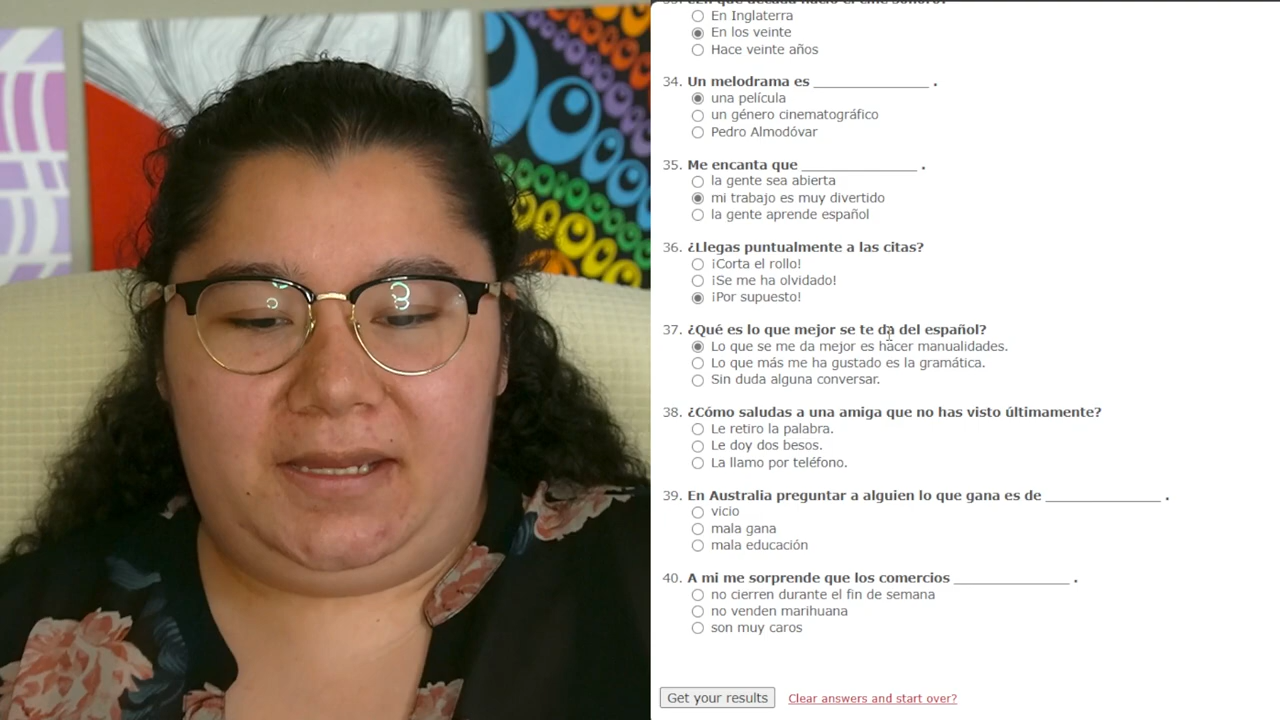 En Inglaterra
En los veinte
Hace veinte años
34. Un melodrama es ________________ .
una película
un género cinematográfico
Pedro Almodóvar
35. Me encanta que ________________ .
la gente sea abierta
mi trabajo es muy divertido
la gente aprende español
36. ¿Llegas puntualmente a las citas?
¡Corta el rollo!
¡Se me ha olvidado!
¡Por supuesto!
37. ¿Qué es lo que mejor se te da del español?
Lo que se me da mejor es hacer manualidades.
Lo que más me ha gustado es la gramática.
Sin duda alguna conversar.
38. ¿Cómo saludas a una amiga que no has visto últimamente?
Le retiro la palabra.
Le doy dos besos.
La llamo por teléfono.
39. En Australia preguntar a alguien lo que gana es de ________________ .
vicio
mala gana
mala educación
40. A mi me sorprende que los comercios ________________ .
no cierren durante el fin de semana
no venden marihuana
son muy caros
Get your results Clear answers and start over?